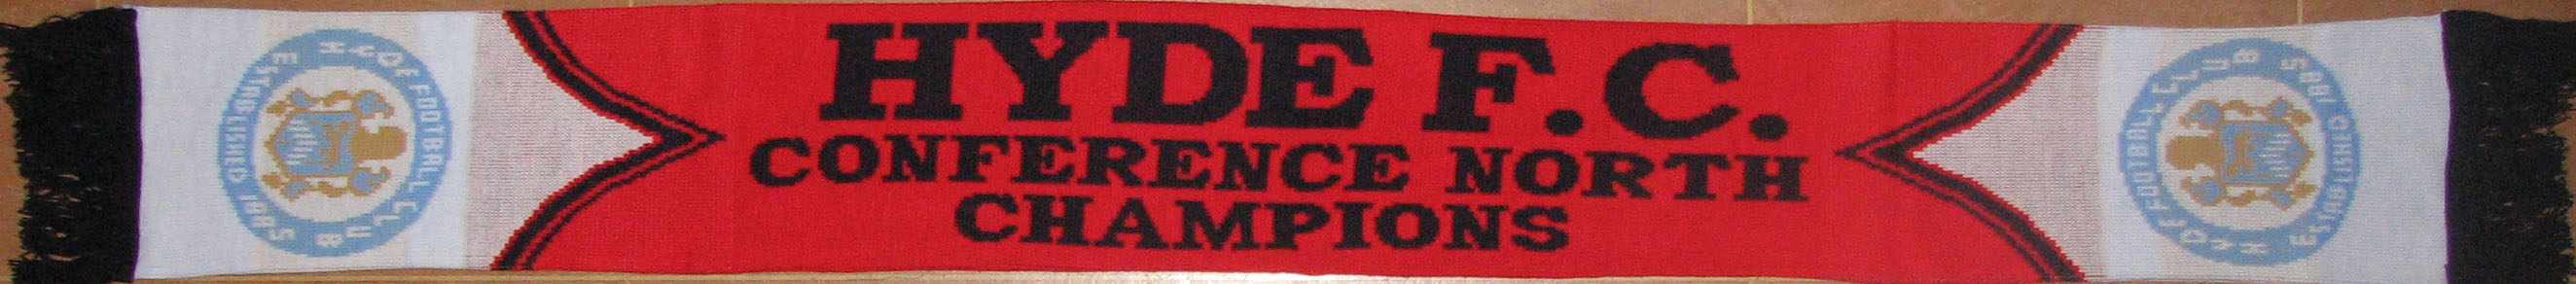 HYDE FOOTBALL CLUB
ESTABLISHED 1885
HYDE F.C.
CONFERENCE NORTH
CHAMPIONS
HYDE FOOTBALL CLUB
ESTABLISHED 1885